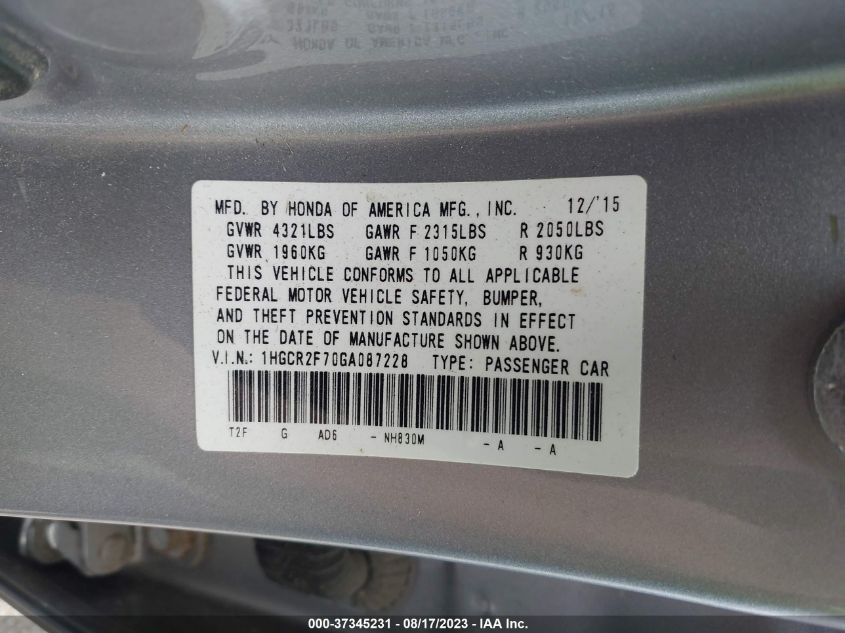 MFD. BY HONDA OF AMERICA MFG., INC. 12/'15
GVWR 4321LBS GAWR F 2315LBS R 2050LBS
GVWR 1960KG GAWR F 1050KG R 930KG
THIS VEHICLE CONFORMS TO ALL APPLICABLE
FEDERAL MOTOR VEHICLE SAFETY, BUMPER,
AND THEFT PREVENTION STANDARDS IN EFFECT
ON THE DATE OF MANUFACTURE SHOWN ABOVE.
V.I.N.: 1HGCR2F70GA087228 TYPE: PASSENGER CAR
T2F G AD6 - NH830M - A - A
000-37345231 - 08/17/2023 - IAAI.com - Copyright IAA, Inc.